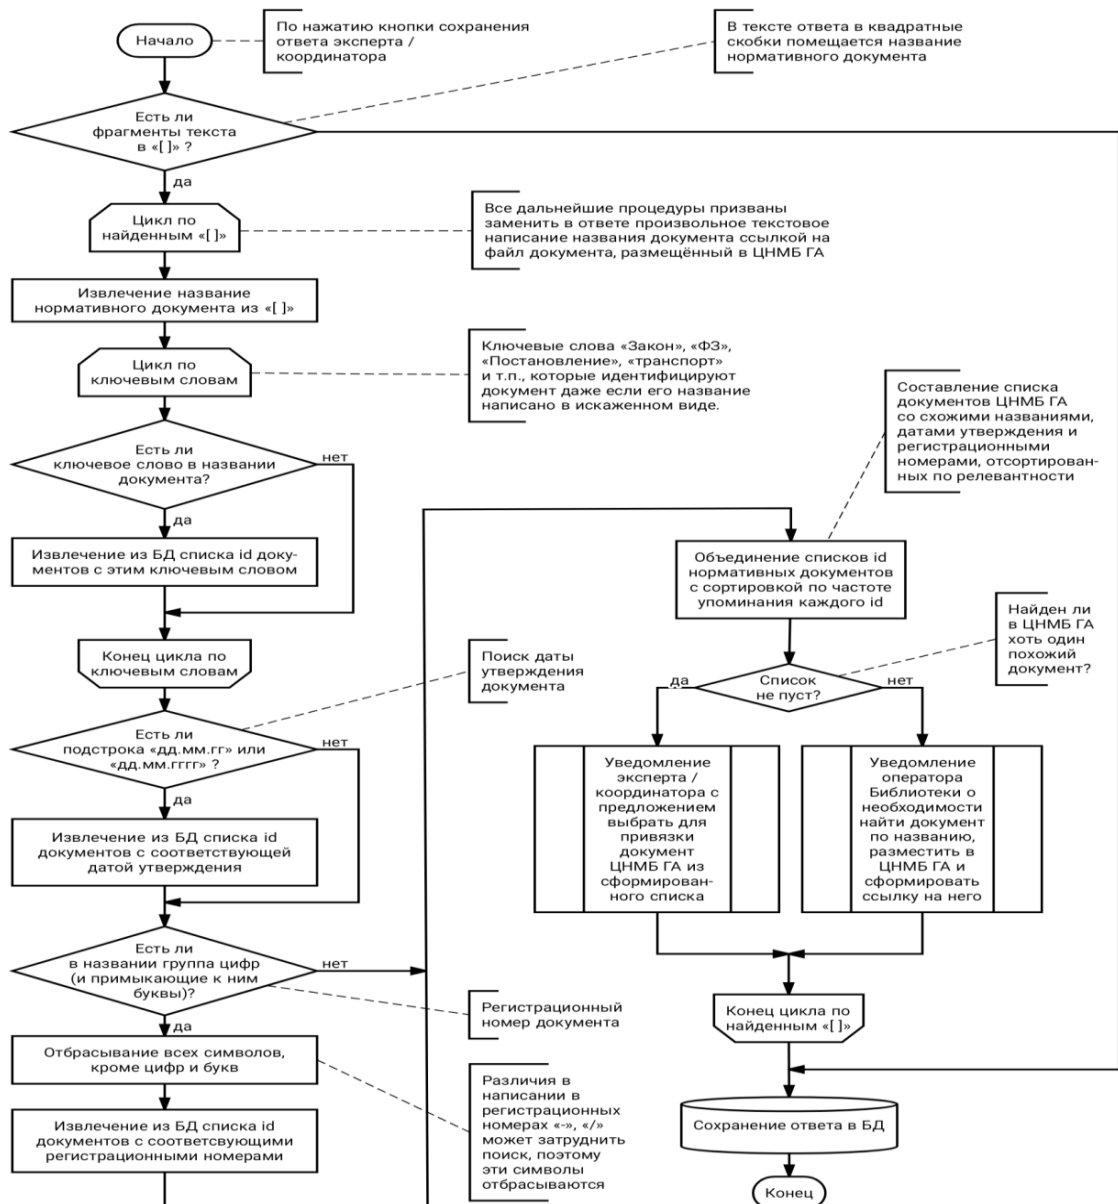 Начало
По нажатию кнопки сохранения
ответа эксперта /
координатора
В тексте ответа в квадратные
скобки помещается название
нормативного документа
Есть ли
фрагменты текста
в «[ ]» ?
да
Цикл по
найденным «[ ]»
Все дальнейшие процедуры призваны
заменить в ответе произвольное текстовое
написание названия документа ссылкой на
файл документа, размещённый в ЦНМБ ГА
Извлечение название
нормативного документа из «[ ]»
Цикл по
ключевым словам
Ключевые слова «Закон», «ФЗ»,
«Постановление», «транспорт»
и т.п., которые идентифицируют
документ даже если его название
написано в искаженном виде.
Есть ли
ключевое слово в названии
документа?
нет
да
Извлечение из БД списка id доку-
ментов с этим ключевым словом
Конец цикла по
ключевым словам
Поиск даты
утверждения
документа
Есть ли
подстрока «дд.мм.гг» или
«дд.мм.гггг» ?
нет
да
Извлечение из БД списка id
документов с соответствующей
датой утверждения
Есть ли
в названии группа цифр
(и примыкающие к ним
буквы)?
нет
да
Регистрационный
номер документа
Отбрасывание всех символов,
кроме цифр и букв
Различия в
написании в
регистрационных
номерах «-», «/»
может затруднить
поиск, поэтому
эти символы
отбрасываются
Извлечение из БД списка id
документов с соответсвующими
регистрационными номерами
Составление списка
документов ЦНМБ ГА
со схожими названиями,
датами утверждения и
регистрационными
номерами, отсортирован-
ных по релевантности
Объединение списков id
нормативных документов
с сортировкой по частоте
упоминания каждого id
Найден ли
в ЦНМБ ГА
хоть один
похожий
документ?
Список
не пуст?
да
нет
Уведомление
эксперта /
координатора с
предложением
выбрать для
привязки
документ
ЦНМБ ГА из
сформирован-
ного списка
Уведомление
оператора
Библиотеки о
необходимости
найти документ
по названию,
разместить в
ЦНМБ ГА и
сформировать
ссылку на него
Конец цикла по
найденным «[ ]»
Сохранение ответа в БД
Конец